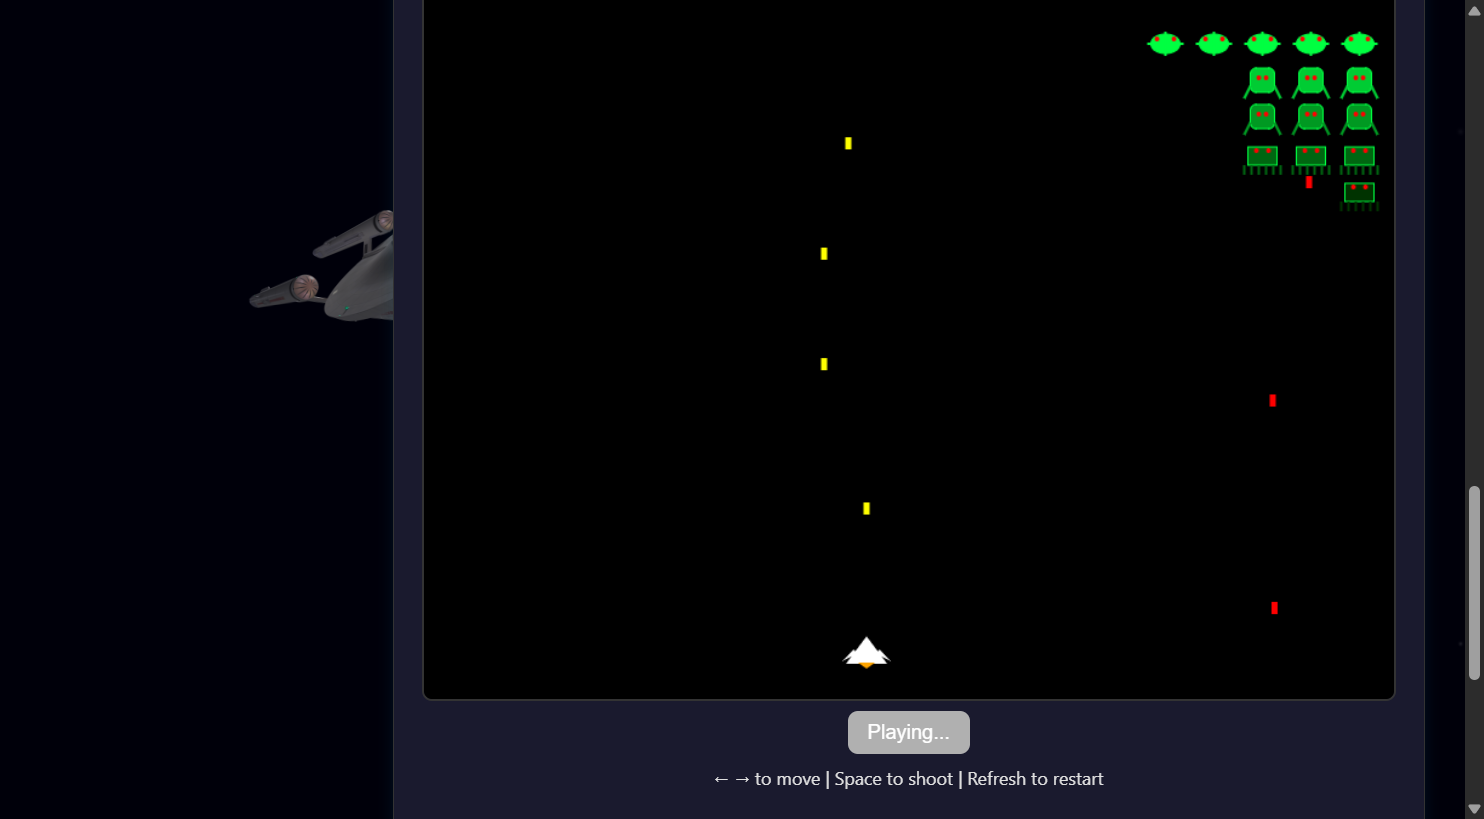 Playing...
← → to move | Space to shoot | Refresh to restart